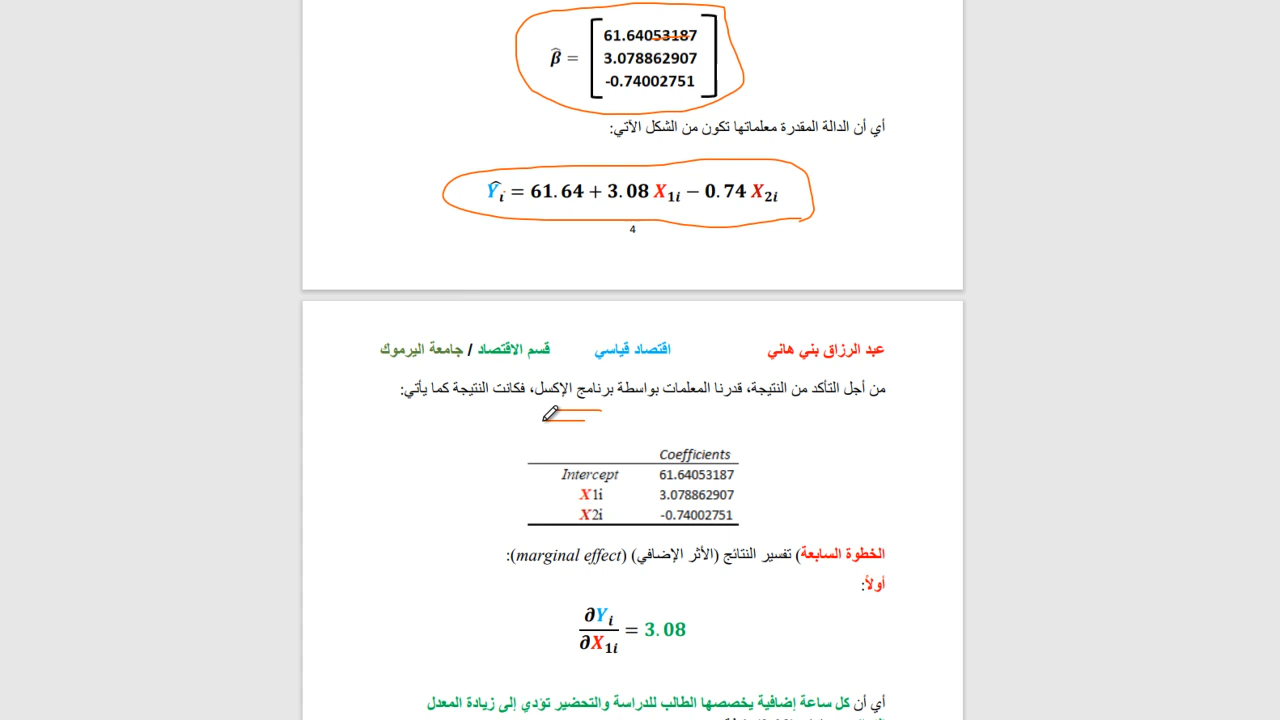 β̂ = [ 61.64053187
3.078862907
-0.74002751 ]
أي أن الدالة المقدرة معلماتها تكون من الشكل الآتي:
Ŷᵢ = 61.64 + 3.08 X₁ᵢ − 0.74 X₂ᵢ
4
عبد الرزاق بني هاني اقتصاد قياسي قسم الاقتصاد / جامعة اليرموك
من أجل التأكد من النتيجة، قدرنا المعلمات بواسطة برنامج الإكسل، فكانت النتيجة كما يأتي:
Coefficients
Intercept 61.64053187
X1i 3.078862907
X2i -0.74002751
الخطوة السابعة) تفسير النتائج (الأثر الإضافي) (marginal effect):
أولاً:
∂Yᵢ/∂X₁ᵢ = 3.08
أي أن كل ساعة إضافية يخصصها الطالب للدراسة والتحضير تؤدي إلى زيادة المعدل